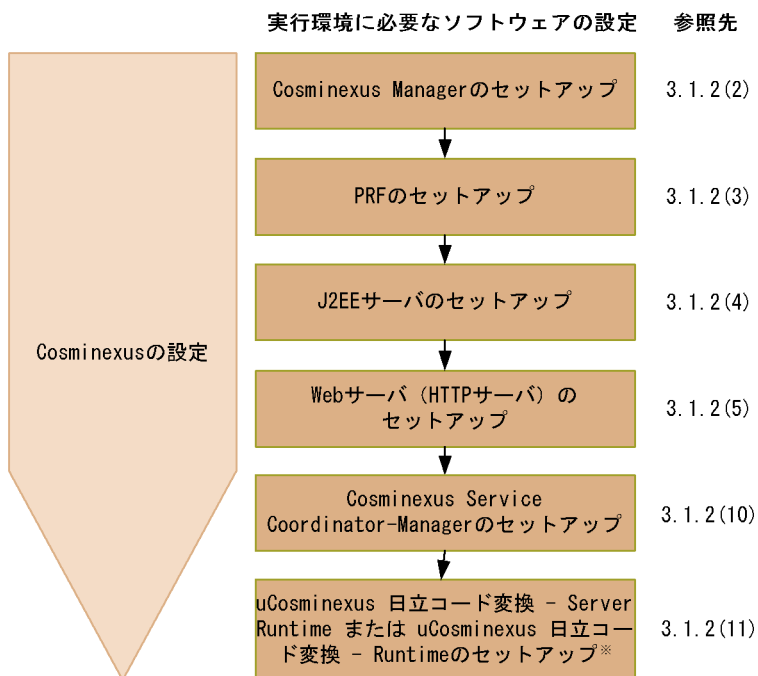 実行環境に必要なソフトウェアの設定 参照先
Cosminexus Managerのセットアップ 3.1.2(2)
PRFのセットアップ 3.1.2(3)
J2EEサーバのセットアップ 3.1.2(4)
Cosminexusの設定
Webサーバ（HTTPサーバ）の
セットアップ
3.1.2(5)
Cosminexus Service
Coordinator-Managerのセットアップ
3.1.2(10)
uCosminexus 日立コード変換 - Server
Runtime または uCosminexus 日立コー
ド変換 - Runtimeのセットアップ※
3.1.2(11)